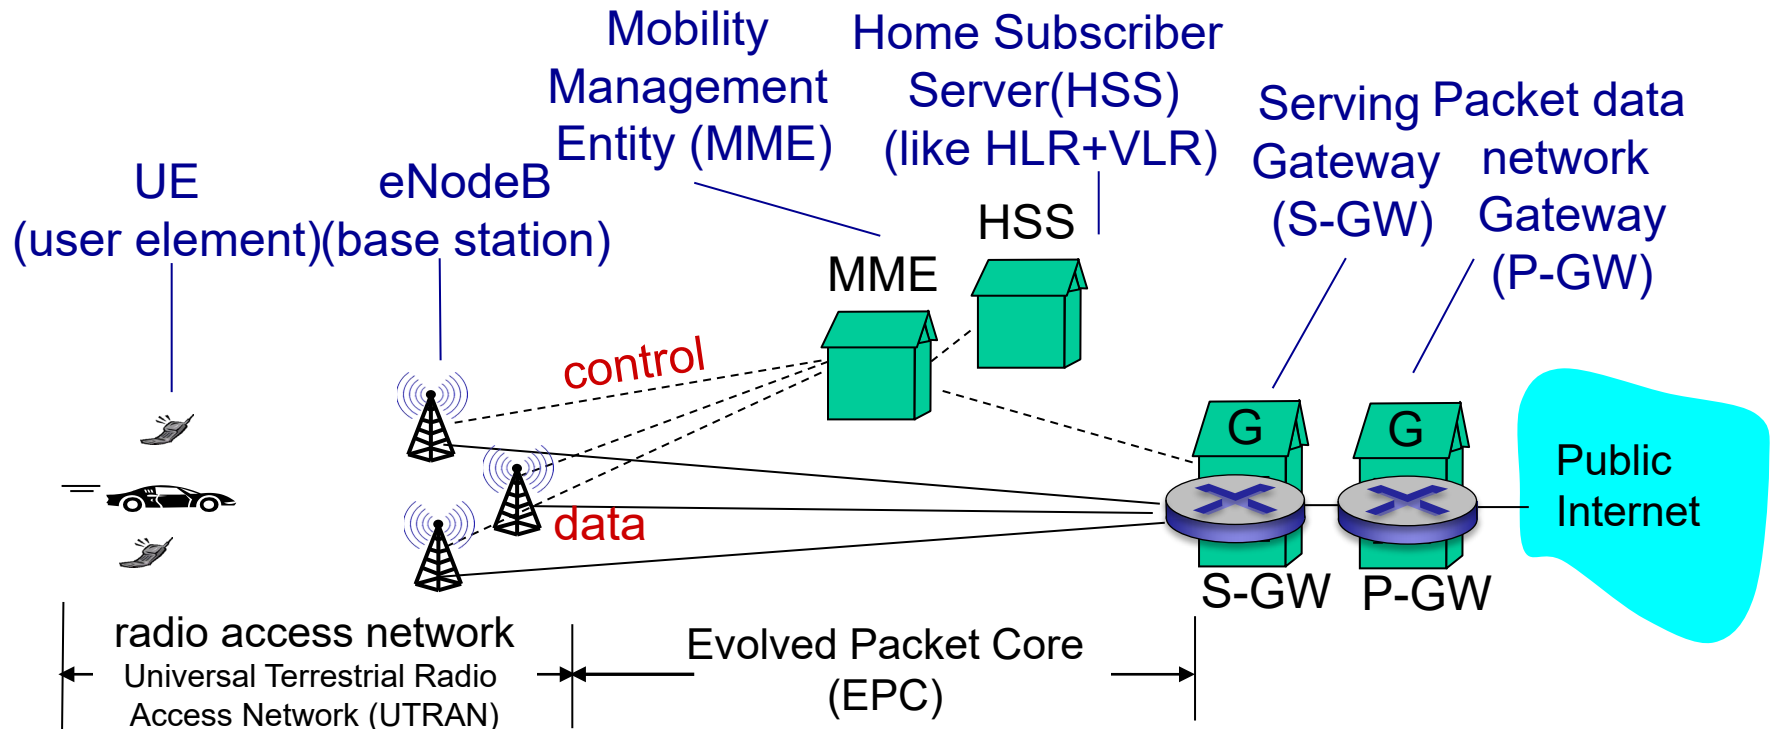 Mobility
Management
Entity (MME)
Home Subscriber
Server(HSS)
(like HLR+VLR)
Serving
Gateway
(S-GW)
Packet data
network
Gateway
(P-GW)
UE
(user element)
eNodeB
(base station)
HSS
MME
control
data
G
G
S-GW
P-GW
Public
Internet
radio access network
Universal Terrestrial Radio
Access Network (UTRAN)
Evolved Packet Core
(EPC)